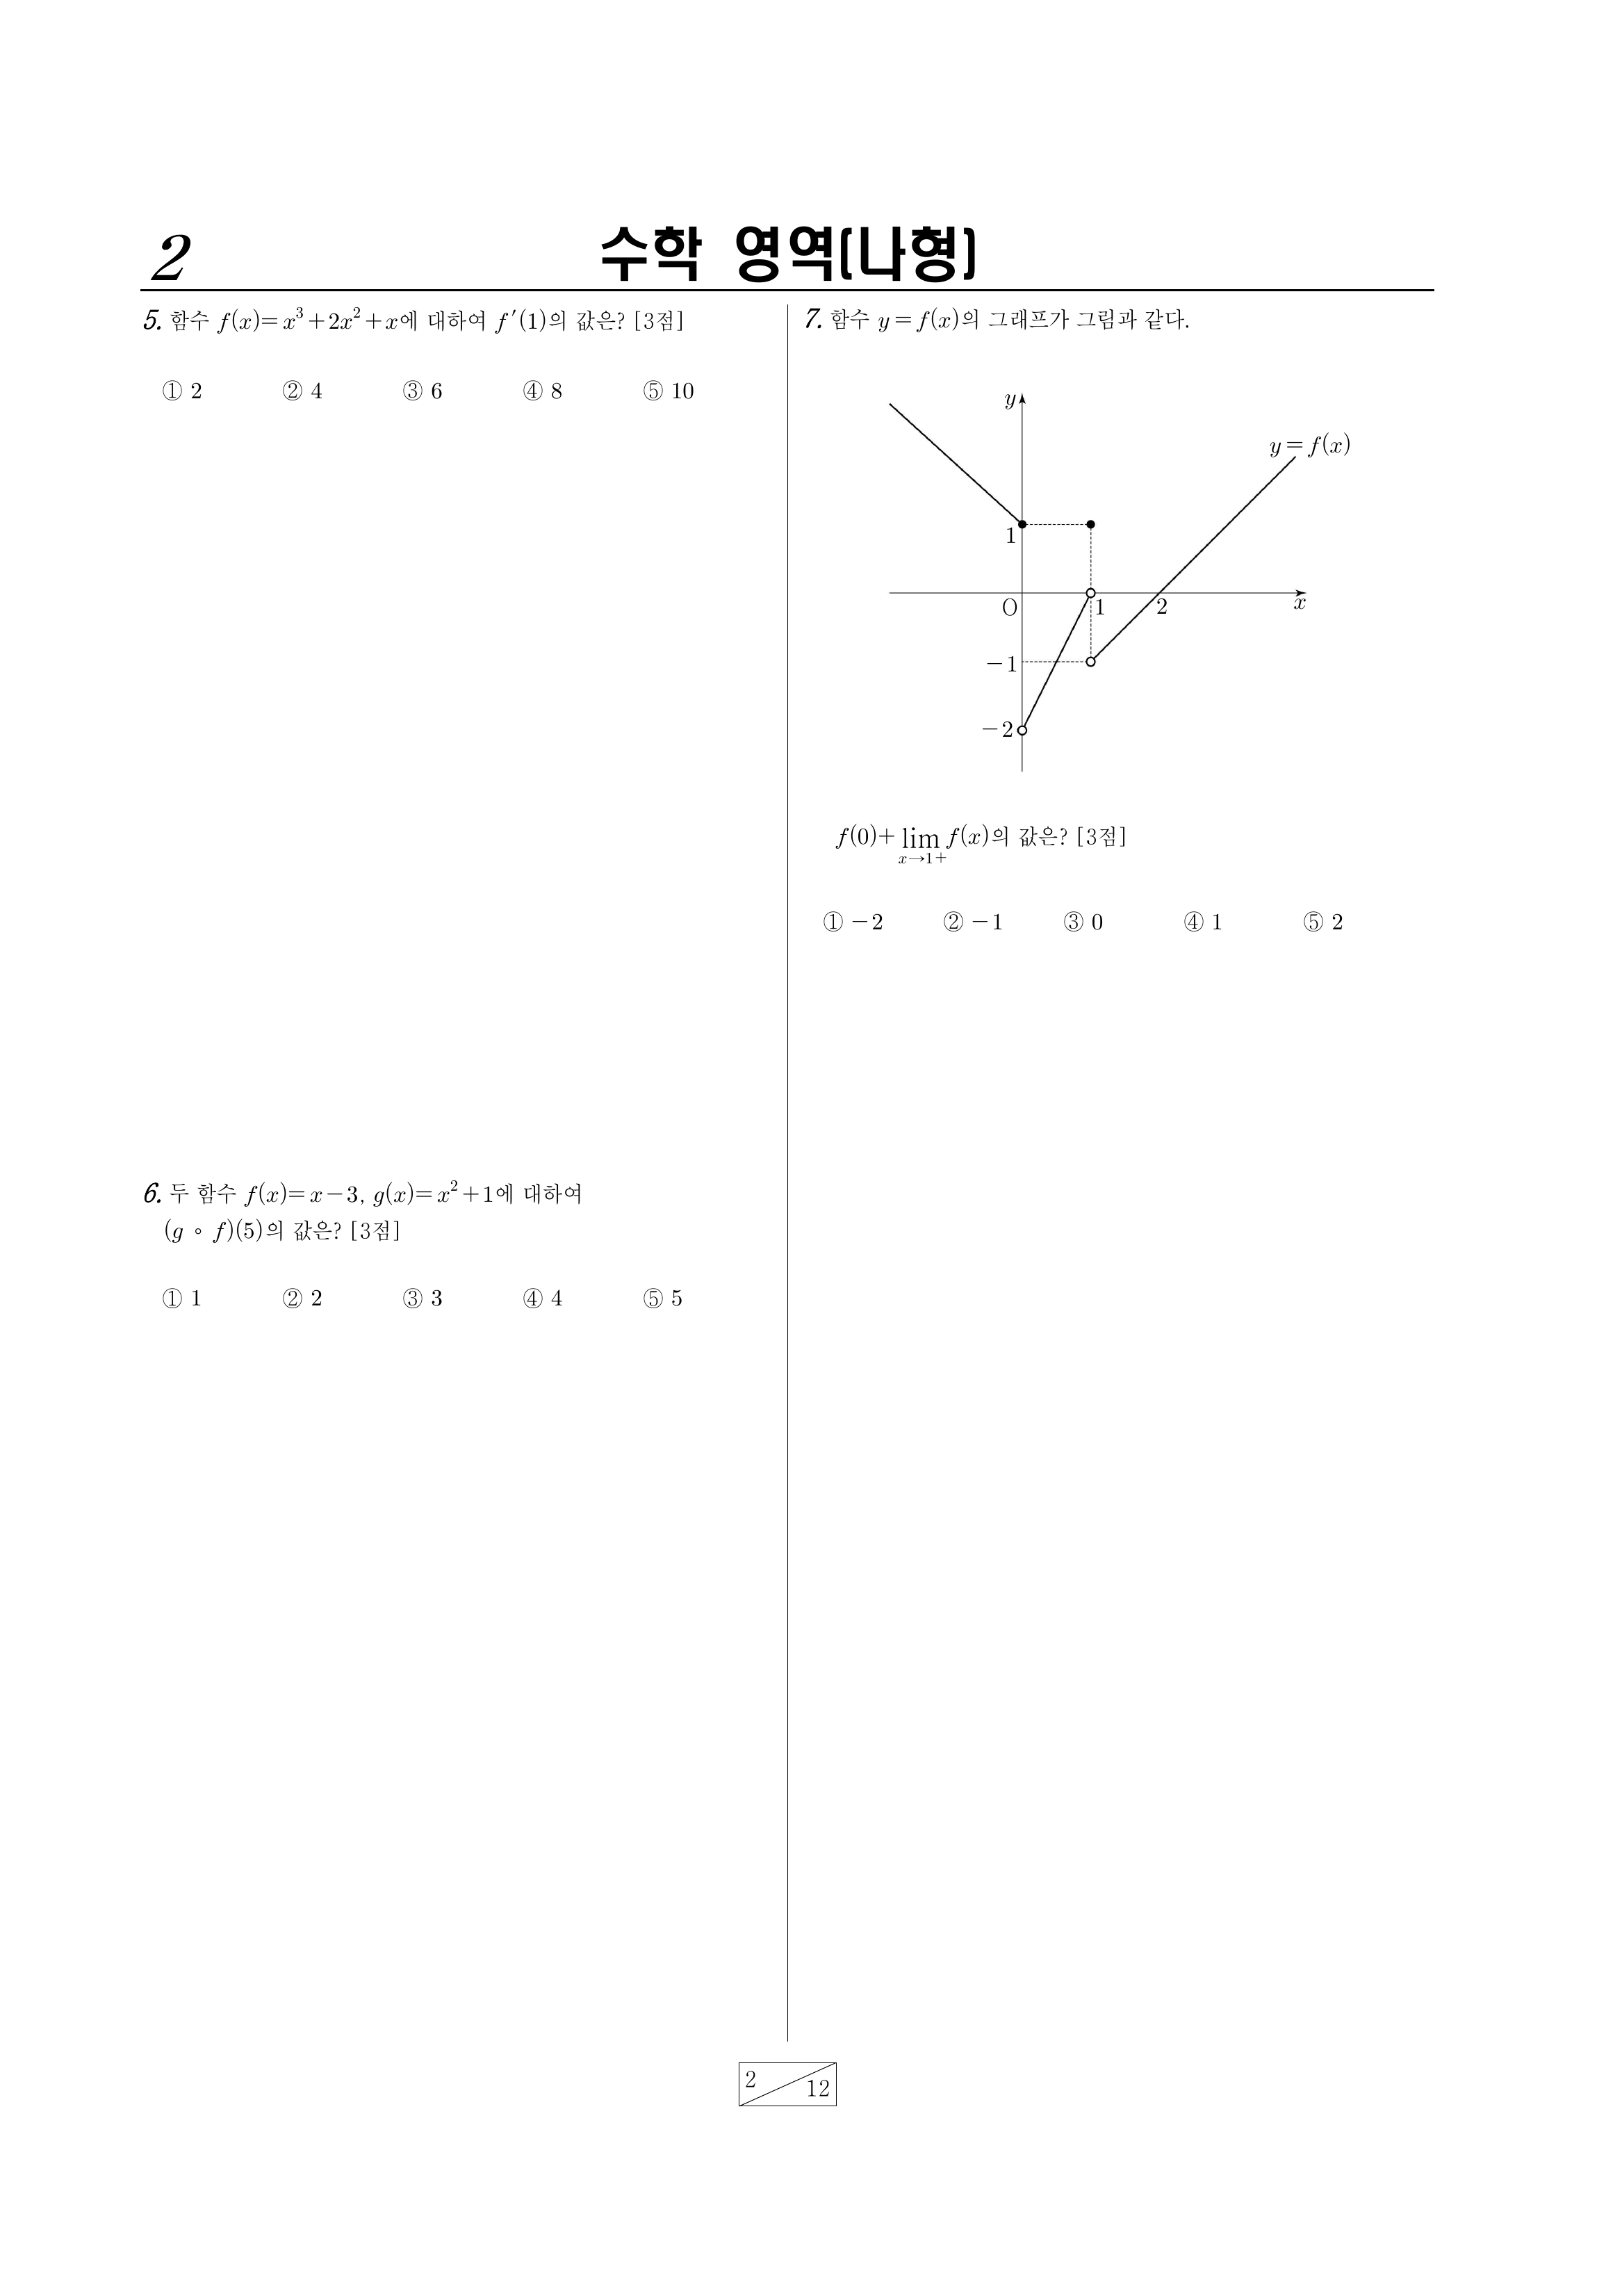 2
수학 영역(나형)
5. 함수 f(x)=x³+2x²+x에 대하여 f′(1)의 값은? [3점]
① 2 ② 4 ③ 6 ④ 8 ⑤ 10
6. 두 함수 f(x)=x−3, g(x)=x²+1에 대하여
(g ∘ f)(5)의 값은? [3점]
① 1 ② 2 ③ 3 ④ 4 ⑤ 5
7. 함수 y=f(x)의 그래프가 그림과 같다.
y
y=f(x)
1
O 1 2 x
−1
−2
f(0)+lim f(x)의 값은? [3점]
x→1+
① −2 ② −1 ③ 0 ④ 1 ⑤ 2
2 12